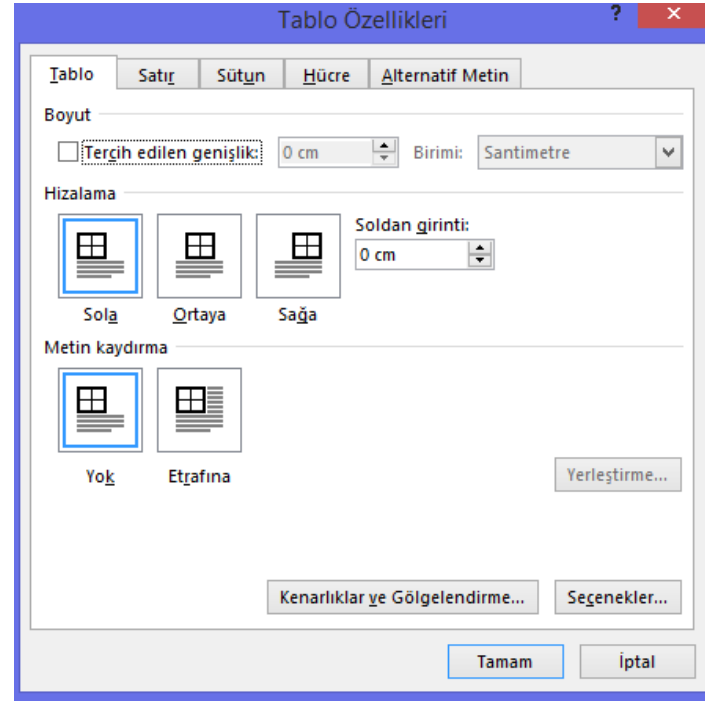 Tablo Özellikleri ? ×
Tablo Satır Sütun Hücre Alternatif Metin
Boyut
Tercih edilen genişlik: 0 cm Birimi: Santimetre
Hizalama
Soldan girinti:
0 cm
Sola Ortaya Sağa
Metin kaydırma
Yok Etrafına
Yerleştirme...
Kenarlıklar ve Gölgelendirme... Seçenekler...
Tamam İptal